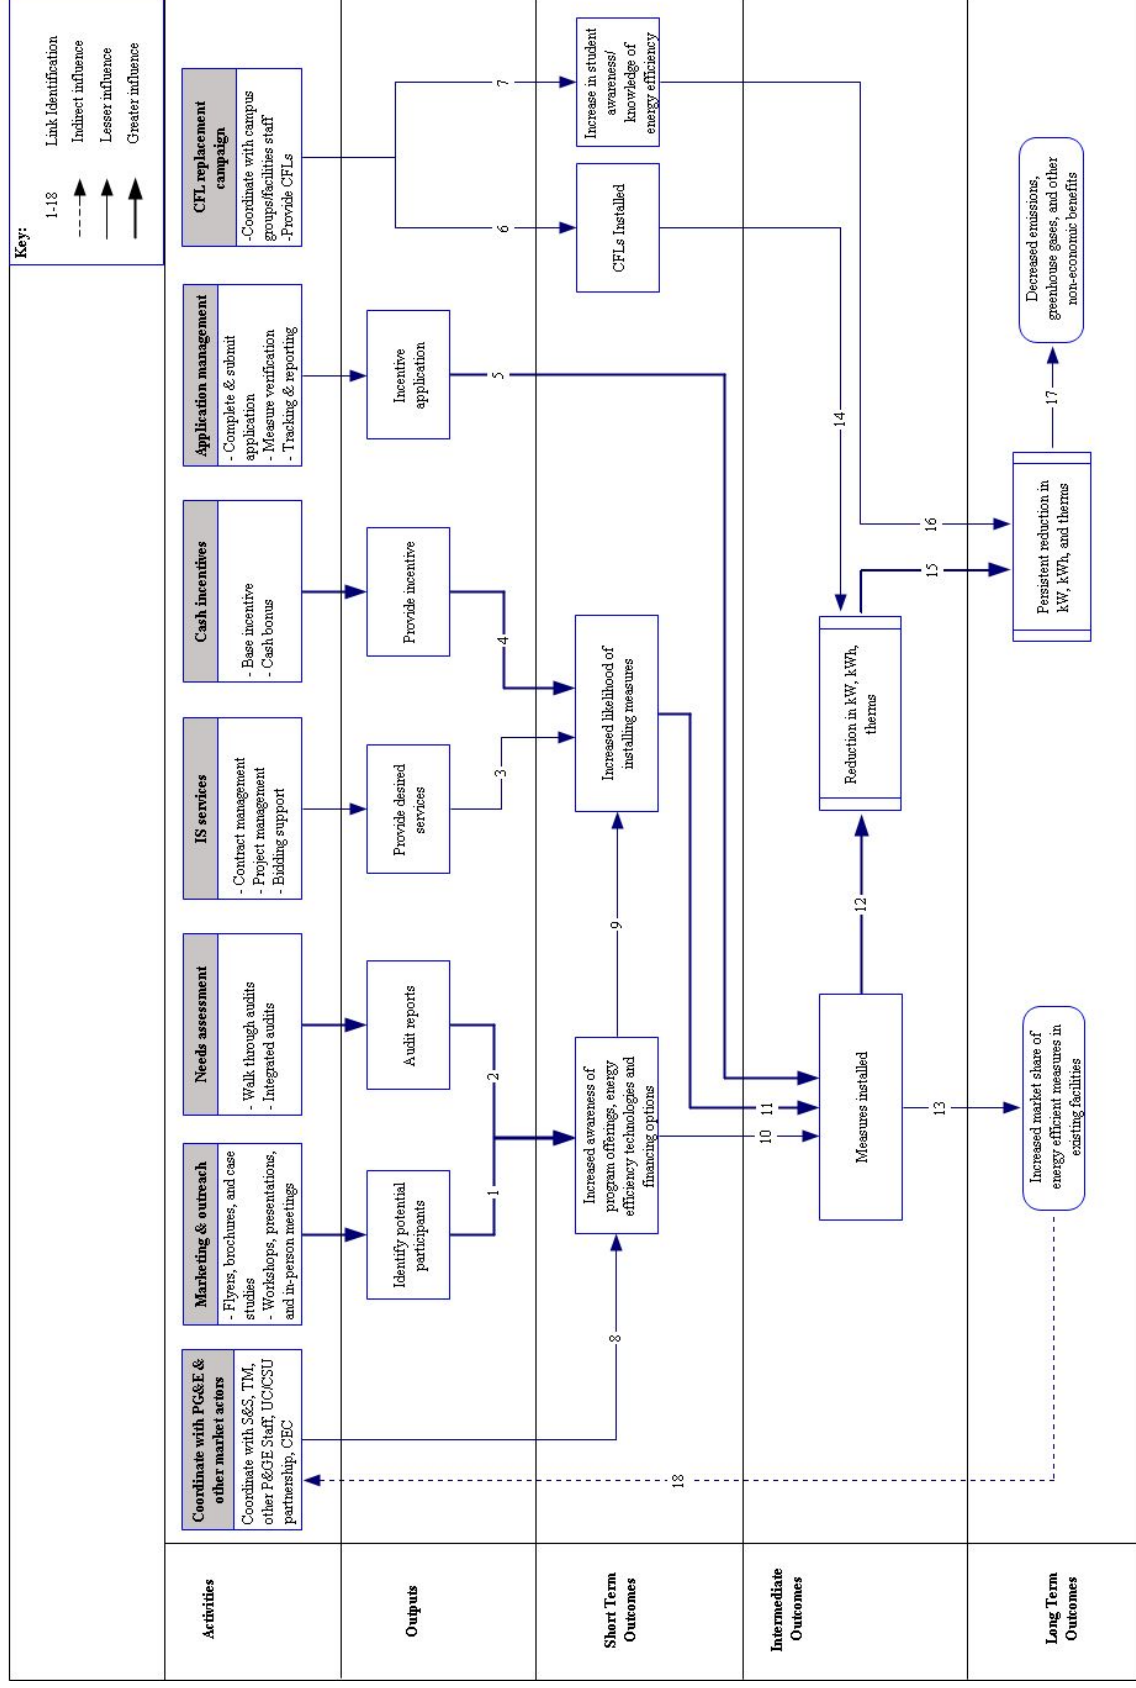 Key:
1-18 Link Identification
Indirect influence
Lesser influence
Greater influence
Activities
Coordinate with PG&E &
other market actors
Coordinate with S&S, TM,
other P&GE Staff, UC/CSU
partnership, CEC
Marketing & outreach
- Flyers, brochures, and case
studies
- Workshops, presentations,
and in-person meetings
Needs assessment
- Walk through audits
- Integrated audits
IS services
- Contract management
- Project management
- Bidding support
Cash incentives
- Base incentive
- Cash bonus
Application management
- Complete & submit
application
- Measure verification
- Tracking & reporting
CFL replacement
campaign
-Coordinate with campus
groups/facilities staff
-Provide CFLs
Outputs
Identify potential
participants
Audit reports
Provide desired
services
Provide incentive
Incentive
application
1
2
3
4
5
6
7
Short Term
Outcomes
8
Increased awareness of
program offerings, energy
efficiency technologies and
financing options
9
Increased likelihood of
installing measures
CFLs Installed
Increase in student
awareness/
knowledge of
energy efficiency
18
10
11
14
Intermediate
Outcomes
Measures installed
12
Reduction in kW, kWh,
therms
13
15
16
Long Term
Outcomes
Increased market share of
energy efficient measures in
existing facilities
Persistent reduction in
kW, kWh, and therms
17
Decreased emissions,
greenhouse gases, and other
non-economic benefits